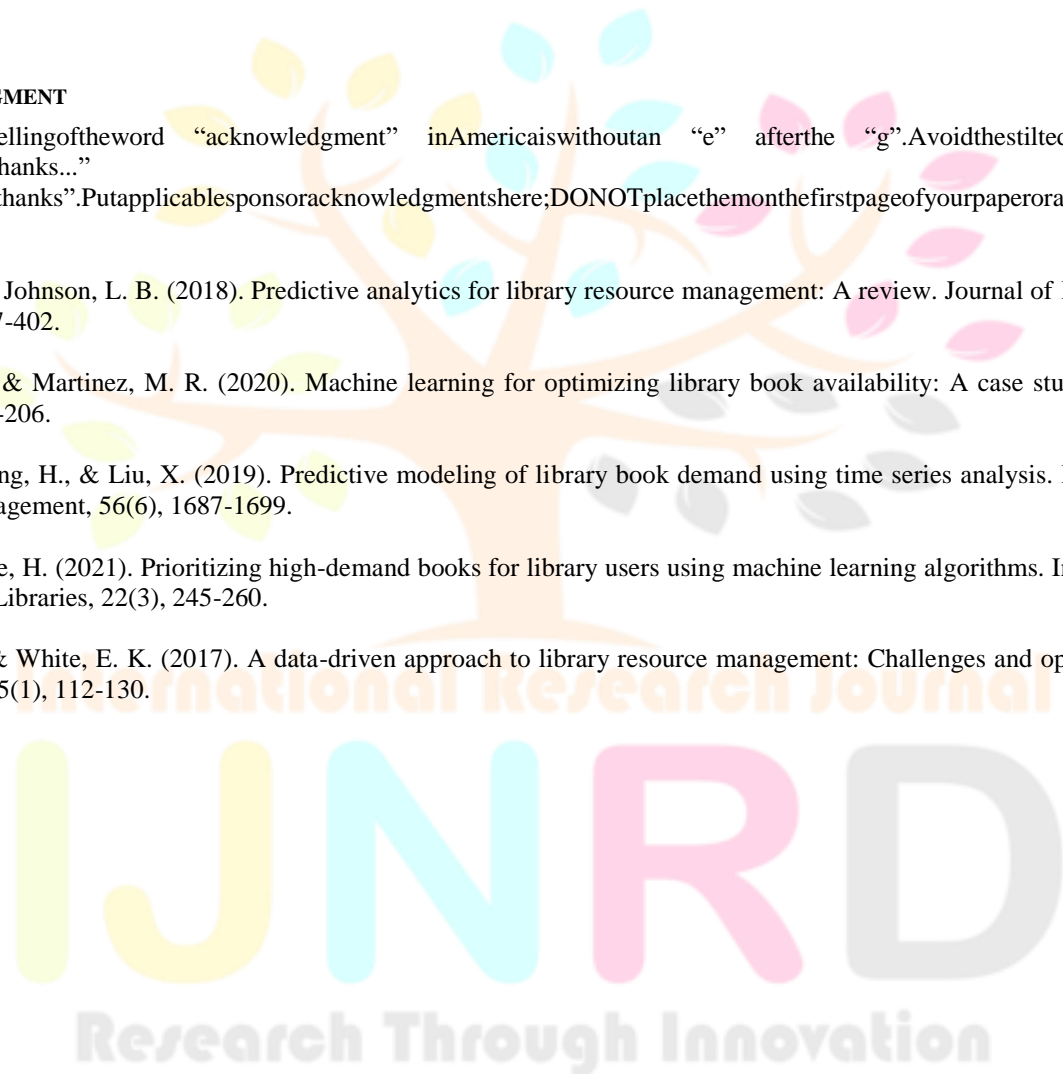 GMENT
ellingoftheword “acknowledgment” inAmericaiswithoutan “e” afterthe “g”.Avoidthestilted
hanks...”
thanks”.Putapplicablesponsoracknowledgmentshere;DONOTplacethemonthefirstpageofyourpaperora
Johnson, L. B. (2018). Predictive analytics for library resource management: A review. Journal of
7-402.
& Martinez, M. R. (2020). Machine learning for optimizing library book availability: A case stu
-206.
ng, H., & Liu, X. (2019). Predictive modeling of library book demand using time series analysis.
agement, 56(6), 1687-1699.
e, H. (2021). Prioritizing high-demand books for library users using machine learning algorithms. In
Libraries, 22(3), 245-260.
& White, E. K. (2017). A data-driven approach to library resource management: Challenges and op
5(1), 112-130.
International Research Journal
IJNRD
Research Through Innovation